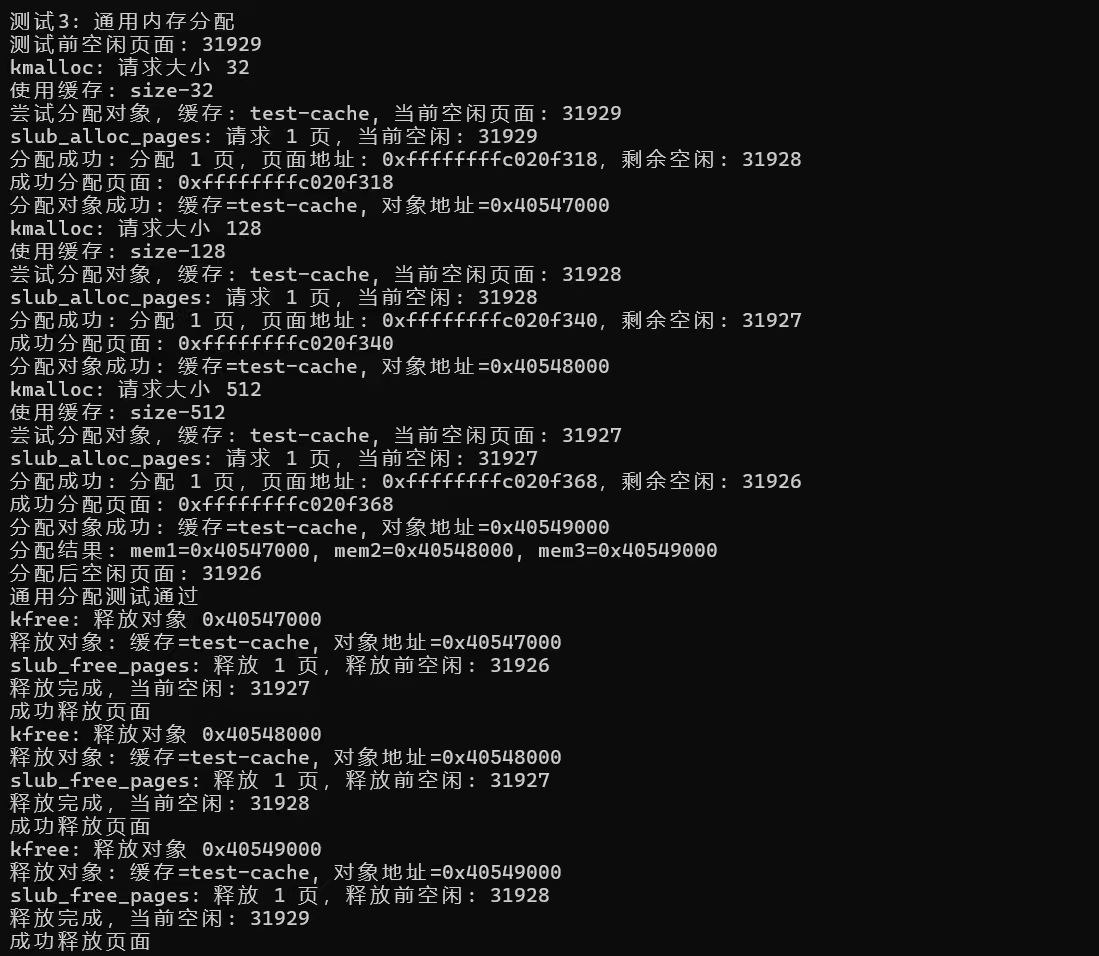 测试3: 通用内存分配
测试前空闲页面: 31929
kmalloc: 请求大小 32
使用缓存: size-32
尝试分配对象, 缓存: test-cache, 当前空闲页面: 31929
slub_alloc_pages: 请求 1 页, 当前空闲: 31929
分配成功: 分配 1 页, 页面地址: 0xffffffffc020f318, 剩余空闲: 31928
成功分配页面: 0xffffffffc020f318
分配对象成功: 缓存=test-cache, 对象地址=0x40547000
kmalloc: 请求大小 128
使用缓存: size-128
尝试分配对象, 缓存: test-cache, 当前空闲页面: 31928
slub_alloc_pages: 请求 1 页, 当前空闲: 31928
分配成功: 分配 1 页, 页面地址: 0xffffffffc020f340, 剩余空闲: 31927
成功分配页面: 0xffffffffc020f340
分配对象成功: 缓存=test-cache, 对象地址=0x40548000
kmalloc: 请求大小 512
使用缓存: size-512
尝试分配对象, 缓存: test-cache, 当前空闲页面: 31927
slub_alloc_pages: 请求 1 页, 当前空闲: 31927
分配成功: 分配 1 页, 页面地址: 0xffffffffc020f368, 剩余空闲: 31926
成功分配页面: 0xffffffffc020f368
分配对象成功: 缓存=test-cache, 对象地址=0x40549000
分配结果: mem1=0x40547000, mem2=0x40548000, mem3=0x40549000
分配后空闲页面: 31926
通用分配测试通过
kfree: 释放对象 0x40547000
释放对象: 缓存=test-cache, 对象地址=0x40547000
slub_free_pages: 释放 1 页, 释放前空闲: 31926
释放完成, 当前空闲: 31927
成功释放页面
kfree: 释放对象 0x40548000
释放对象: 缓存=test-cache, 对象地址=0x40548000
slub_free_pages: 释放 1 页, 释放前空闲: 31927
释放完成, 当前空闲: 31928
成功释放页面
kfree: 释放对象 0x40549000
释放对象: 缓存=test-cache, 对象地址=0x40549000
slub_free_pages: 释放 1 页, 释放前空闲: 31928
释放完成, 当前空闲: 31929
成功释放页面